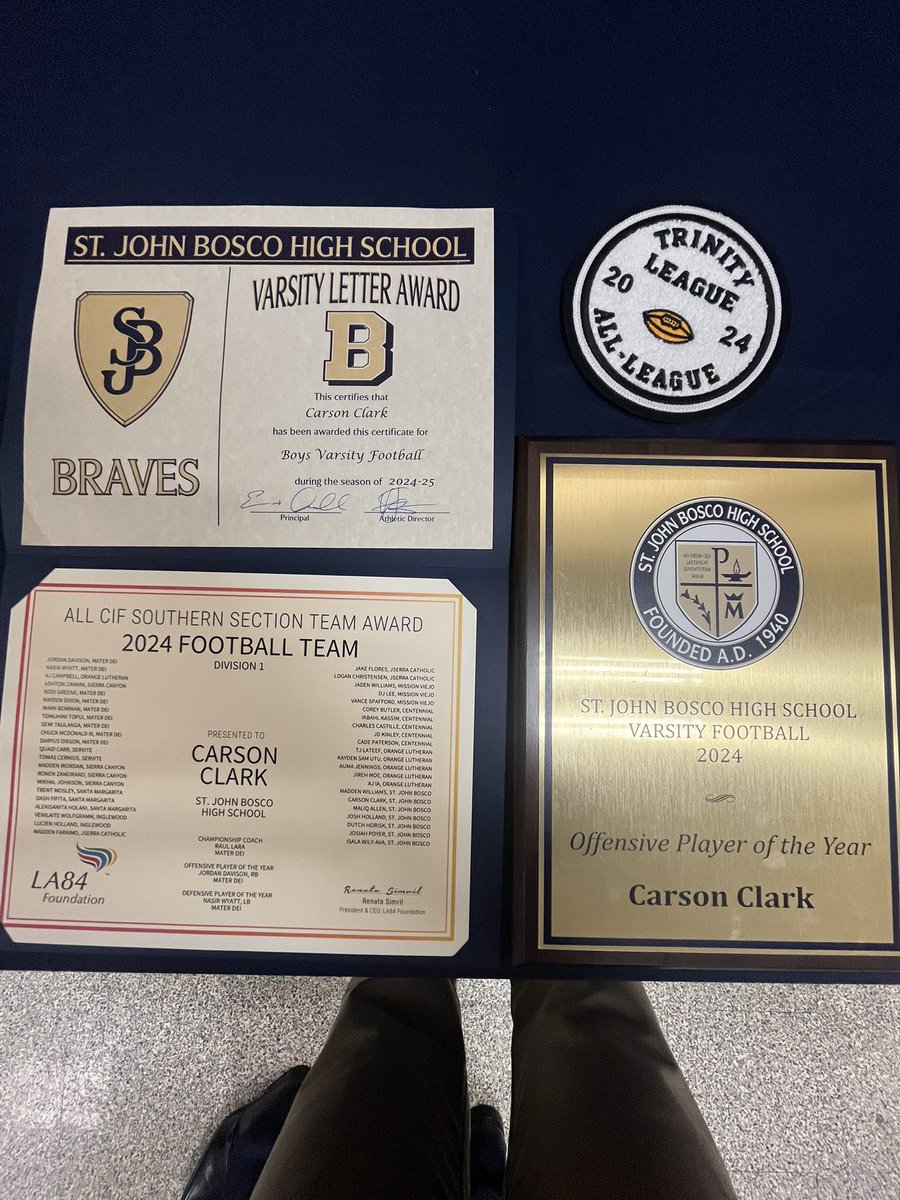 ST. JOHN BOSCO HIGH SCHOOL
SJB
BRAVES
VARSITY LETTER AWARD
B
This certifies that
Carson Clark
has been awarded this certificate for
Boys Varsity Football
during the season of 2024-25
Principal
Athletic Director
TRINITY
LEAGUE
20 24
ALL-LEAGUE
ALL CIF SOUTHERN SECTION TEAM AWARD
2024 FOOTBALL TEAM
DIVISION 1
JORDAN DAVISON, MATER DEI
NASIR WYATT, MATER DEI
AJ CAMPBELL, ORANGE LUTHERAN
ASHTON ZAMANI, SIERRA CANYON
KODI GREENE, MATER DEI
KAYDEN DIXON, MATER DEI
MARK BOWMAN, MATER DEI
TOMUHINI TOPUI, MATER DEI
SEMI TAULANGA, MATER DEI
CHUCK MCDONALD III, MATER DEI
DARYUS DIXSON, MATER DEI
QUAID CARR, SERVITE
TOMAS CERNIUS, SERVITE
MADDEN RIORDAN, SIERRA CANYON
RONEN ZAMORANO, SIERRA CANYON
MIKHAL JOHNSON, SIERRA CANYON
TRENT MOSLEY, SANTA MARGARITA
DASH FIFITA, SANTA MARGARITA
ALEKISANITA HOLANI, SANTA MARGARITA
VENILAITE WOLFGRAMM, INGLEWOOD
LUCIEN HOLLAND, INGLEWOOD
MADDEN FARAIMO, JSERRA CATHOLIC
PRESENTED TO
CARSON
CLARK
ST. JOHN BOSCO
HIGH SCHOOL
CHAMPIONSHIP COACH
RAUL LARA
MATER DEI
OFFENSIVE PLAYER OF THE YEAR
JORDAN DAVISON, RB
MATER DEI
DEFENSIVE PLAYER OF THE YEAR
NASIR WYATT, LB
MATER DEI
JAKE FLORES, JSERRA CATHOLIC
LOGAN CHRISTENSEN, JSERRA CATHOLIC
JADEN WILLIAMS, MISSION VIEJO
DJ LEE, MISSION VIEJO
VANCE SPAFFORD, MISSION VIEJO
COREY BUTLER, CENTENNIAL
IKBAHL KASSIM, CENTENNIAL
CHARLES CASTILLE, CENTENNIAL
JD KINLEY, CENTENNIAL
CADE PATERSON, CENTENNIAL
TJ LATEEF, ORANGE LUTHERAN
KAYDEN SAM UTU, ORANGE LUTHERAN
AUMA JENNINGS, ORANGE LUTHERAN
JIREH MOE, ORANGE LUTHERAN
AJ IA, ORANGE LUTHERAN
MADDEN WILLIAMS, ST. JOHN BOSCO
CARSON CLARK, ST. JOHN BOSCO
MALIQ ALLEN, ST. JOHN BOSCO
JOSH HOLLAND, ST. JOHN BOSCO
DUTCH HORISK, ST. JOHN BOSCO
JOSIAH POYER, ST. JOHN BOSCO
ISALA WILY-AVA, ST. JOHN BOSCO
LA84
Foundation
Renata Simril
Renata Simril
President & CEO, LA84 Foundation
ST. JOHN BOSCO HIGH SCHOOL
AD DEUM QUI
LAETIFICAT
JUVENTUTEM
MEAM
P
M
FOUNDED A.D. 1940
ST. JOHN BOSCO HIGH SCHOOL
VARSITY FOOTBALL
2024
Offensive Player of the Year
Carson Clark